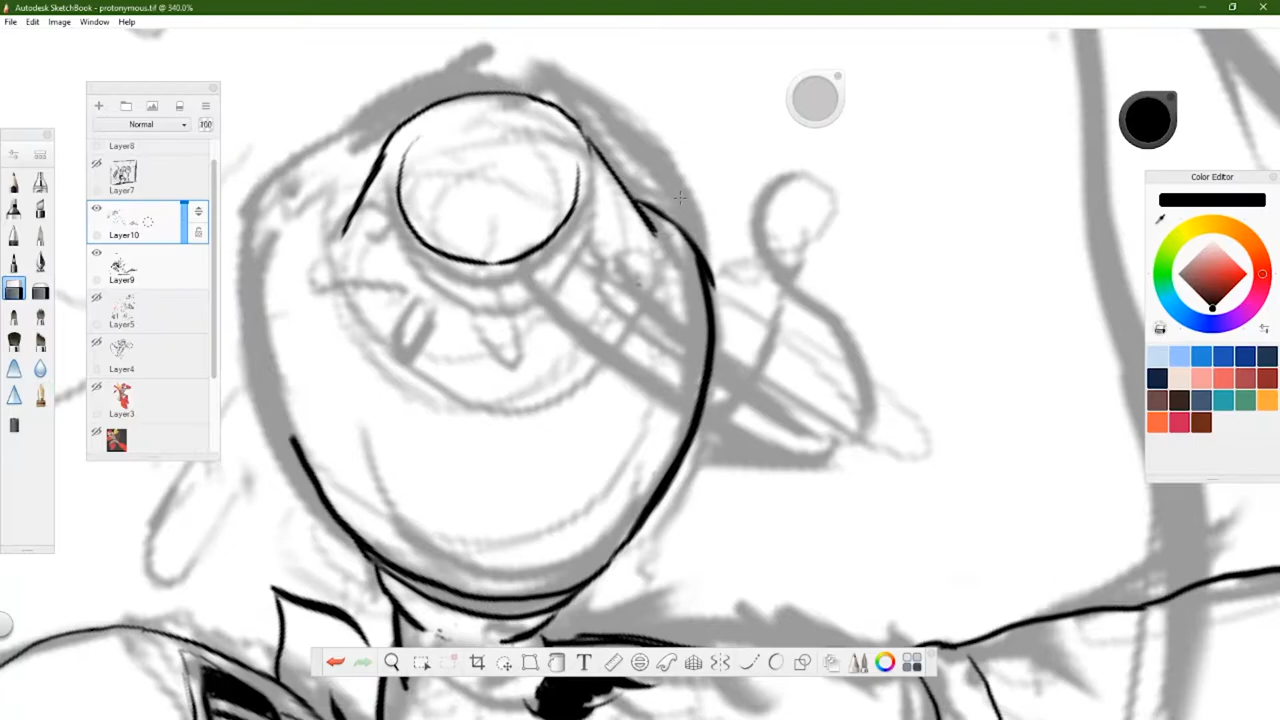 Autodesk SketchBook - protonymous.tif @ 340.0%
File Edit Image Window Help
Normal 100
Layer8
Layer7
Layer10
Layer9
Layer5
Layer4
Layer3
Color Editor
T